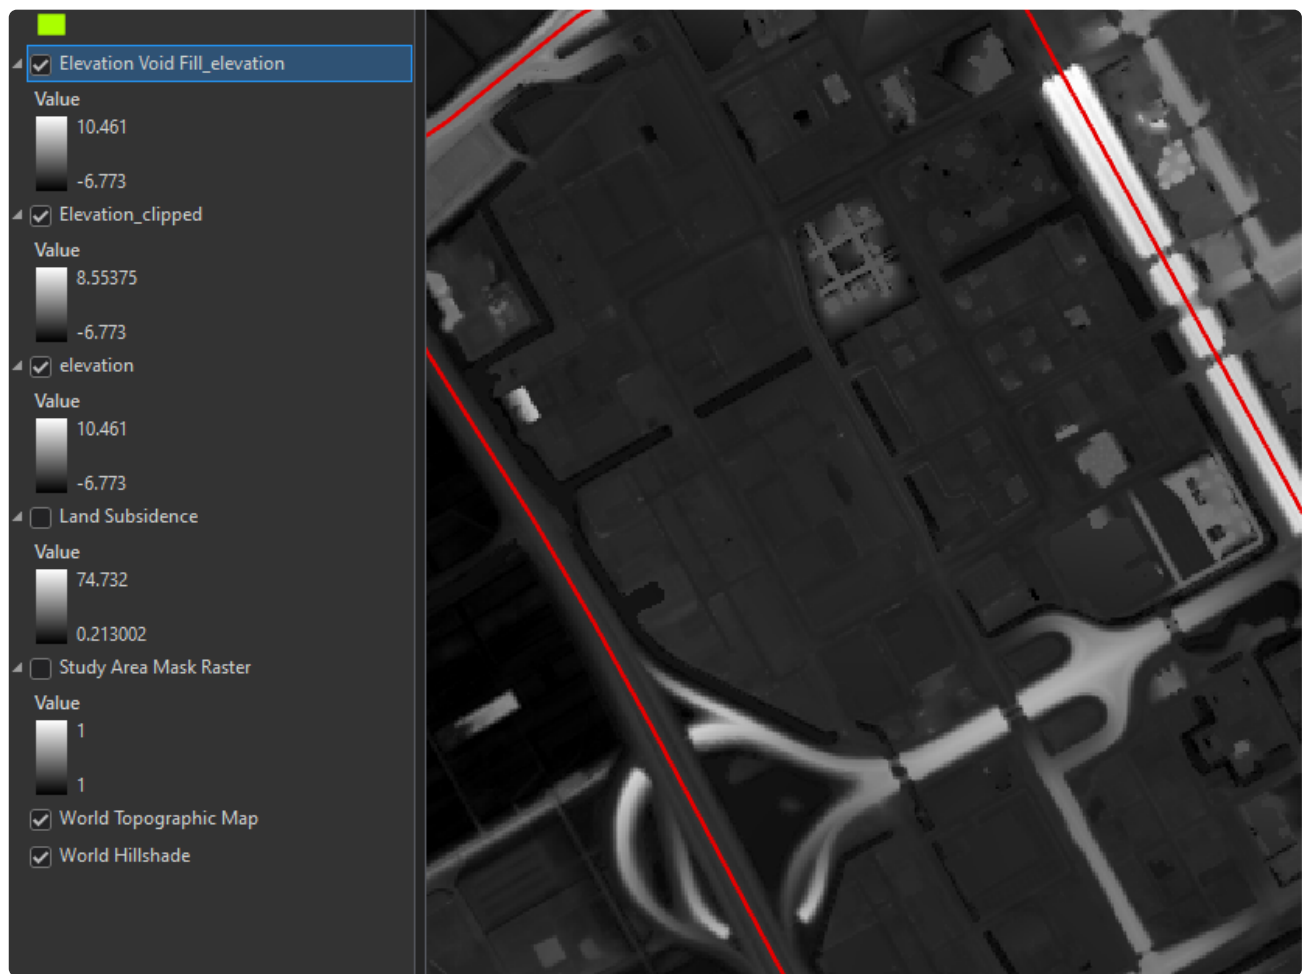 Elevation Void Fill_elevation
Value
10.461
-6.773
Elevation_clipped
Value
8.55375
-6.773
elevation
Value
10.461
-6.773
Land Subsidence
Value
74.732
0.213002
Study Area Mask Raster
Value
1
1
World Topographic Map
World Hillshade